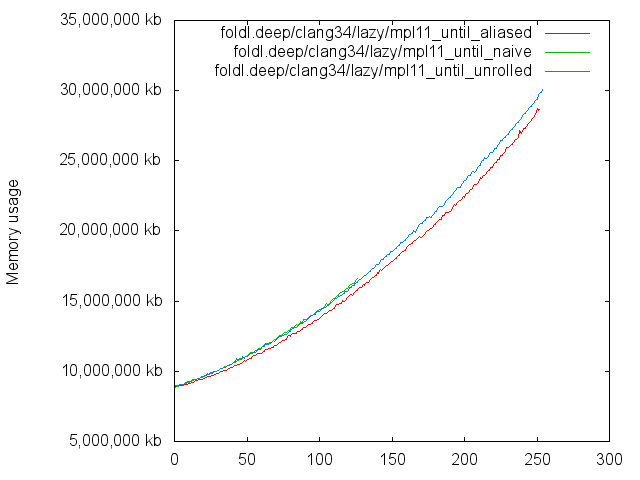 35,000,000 kb
foldl.deep/clang34/lazy/mpl11_until_aliased
foldl.deep/clang34/lazy/mpl11_until_naive
foldl.deep/clang34/lazy/mpl11_until_unrolled
30,000,000 kb
25,000,000 kb
20,000,000 kb
15,000,000 kb
10,000,000 kb
5,000,000 kb
Memory usage
0 50 100 150 200 250 300